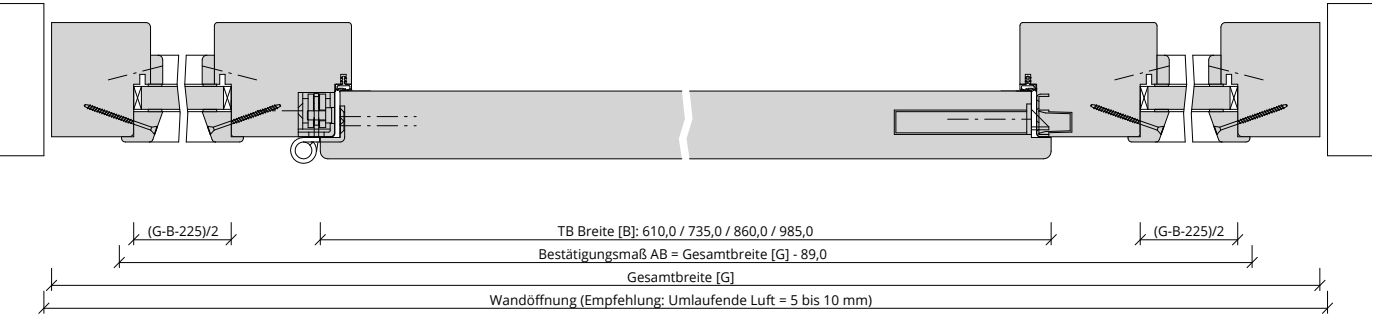 (G-B-225)/2
TB Breite [B]: 610,0 / 735,0 / 860,0 / 985,0
(G-B-225)/2
Bestätigungsmaß AB = Gesamtbreite [G] - 89,0
Gesamtbreite [G]
Wandöffnung (Empfehlung: Umlaufende Luft = 5 bis 10 mm)